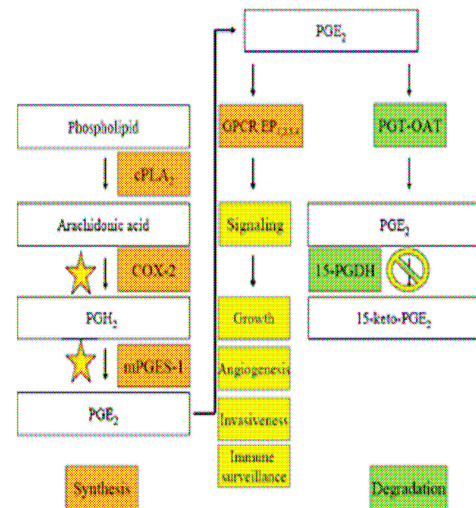 PGE₂
Phospholipid
cPLA₂
Arachidonic acid
COX-2
PGH₂
mPGES-1
PGE₂
Synthesis
GPCR EP₁,₂,₃,₄
Signaling
Growth
Angiogenesis
Invasiveness
Immune
surveillance
PGT-OAT
PGE₂
15-PGDH
15-keto-PGE₂
Degradation